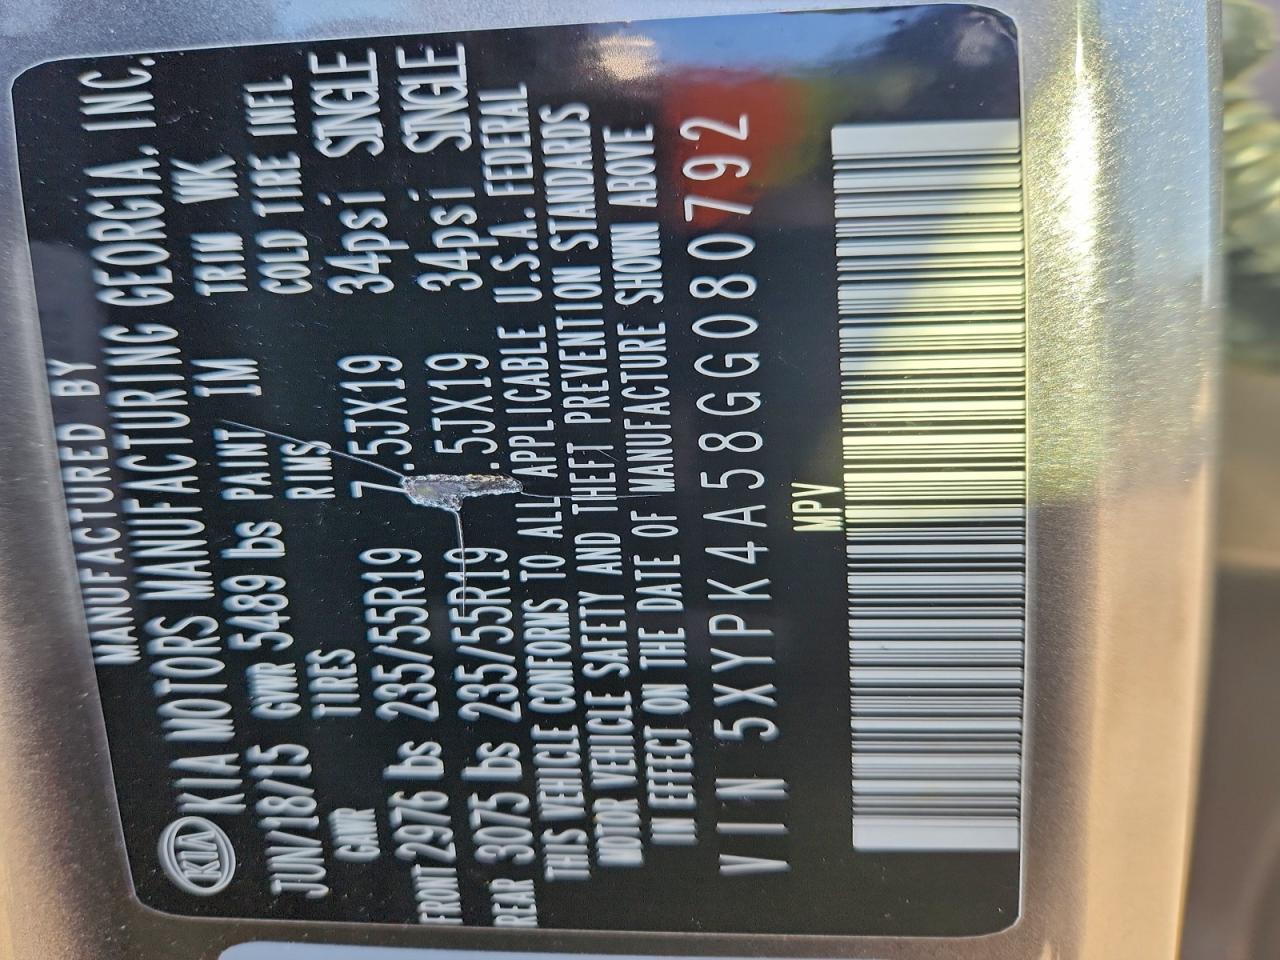 MANUFACTURED BY
KIA KIA MOTORS MANUFACTURING GEORGIA, INC.
JUN/18/15 GVWR 5489 lbs PAINT 1M TRIM WK
GAWR TIRES RIMS COLD TIRE INFL
FRONT 2976 lbs 235/55R19 7.5JX19 34psi SINGLE
REAR 3075 lbs 235/55R19 .5JX19 34psi SINGLE
THIS VEHICLE CONFORMS TO ALL APPLICABLE U.S.A. FEDERAL
MOTOR VEHICLE SAFETY AND THEFT PREVENTION STANDARDS
IN EFFECT ON THE DATE OF MANUFACTURE SHOWN ABOVE
VIN 5XYPK4A58GG080792
MPV